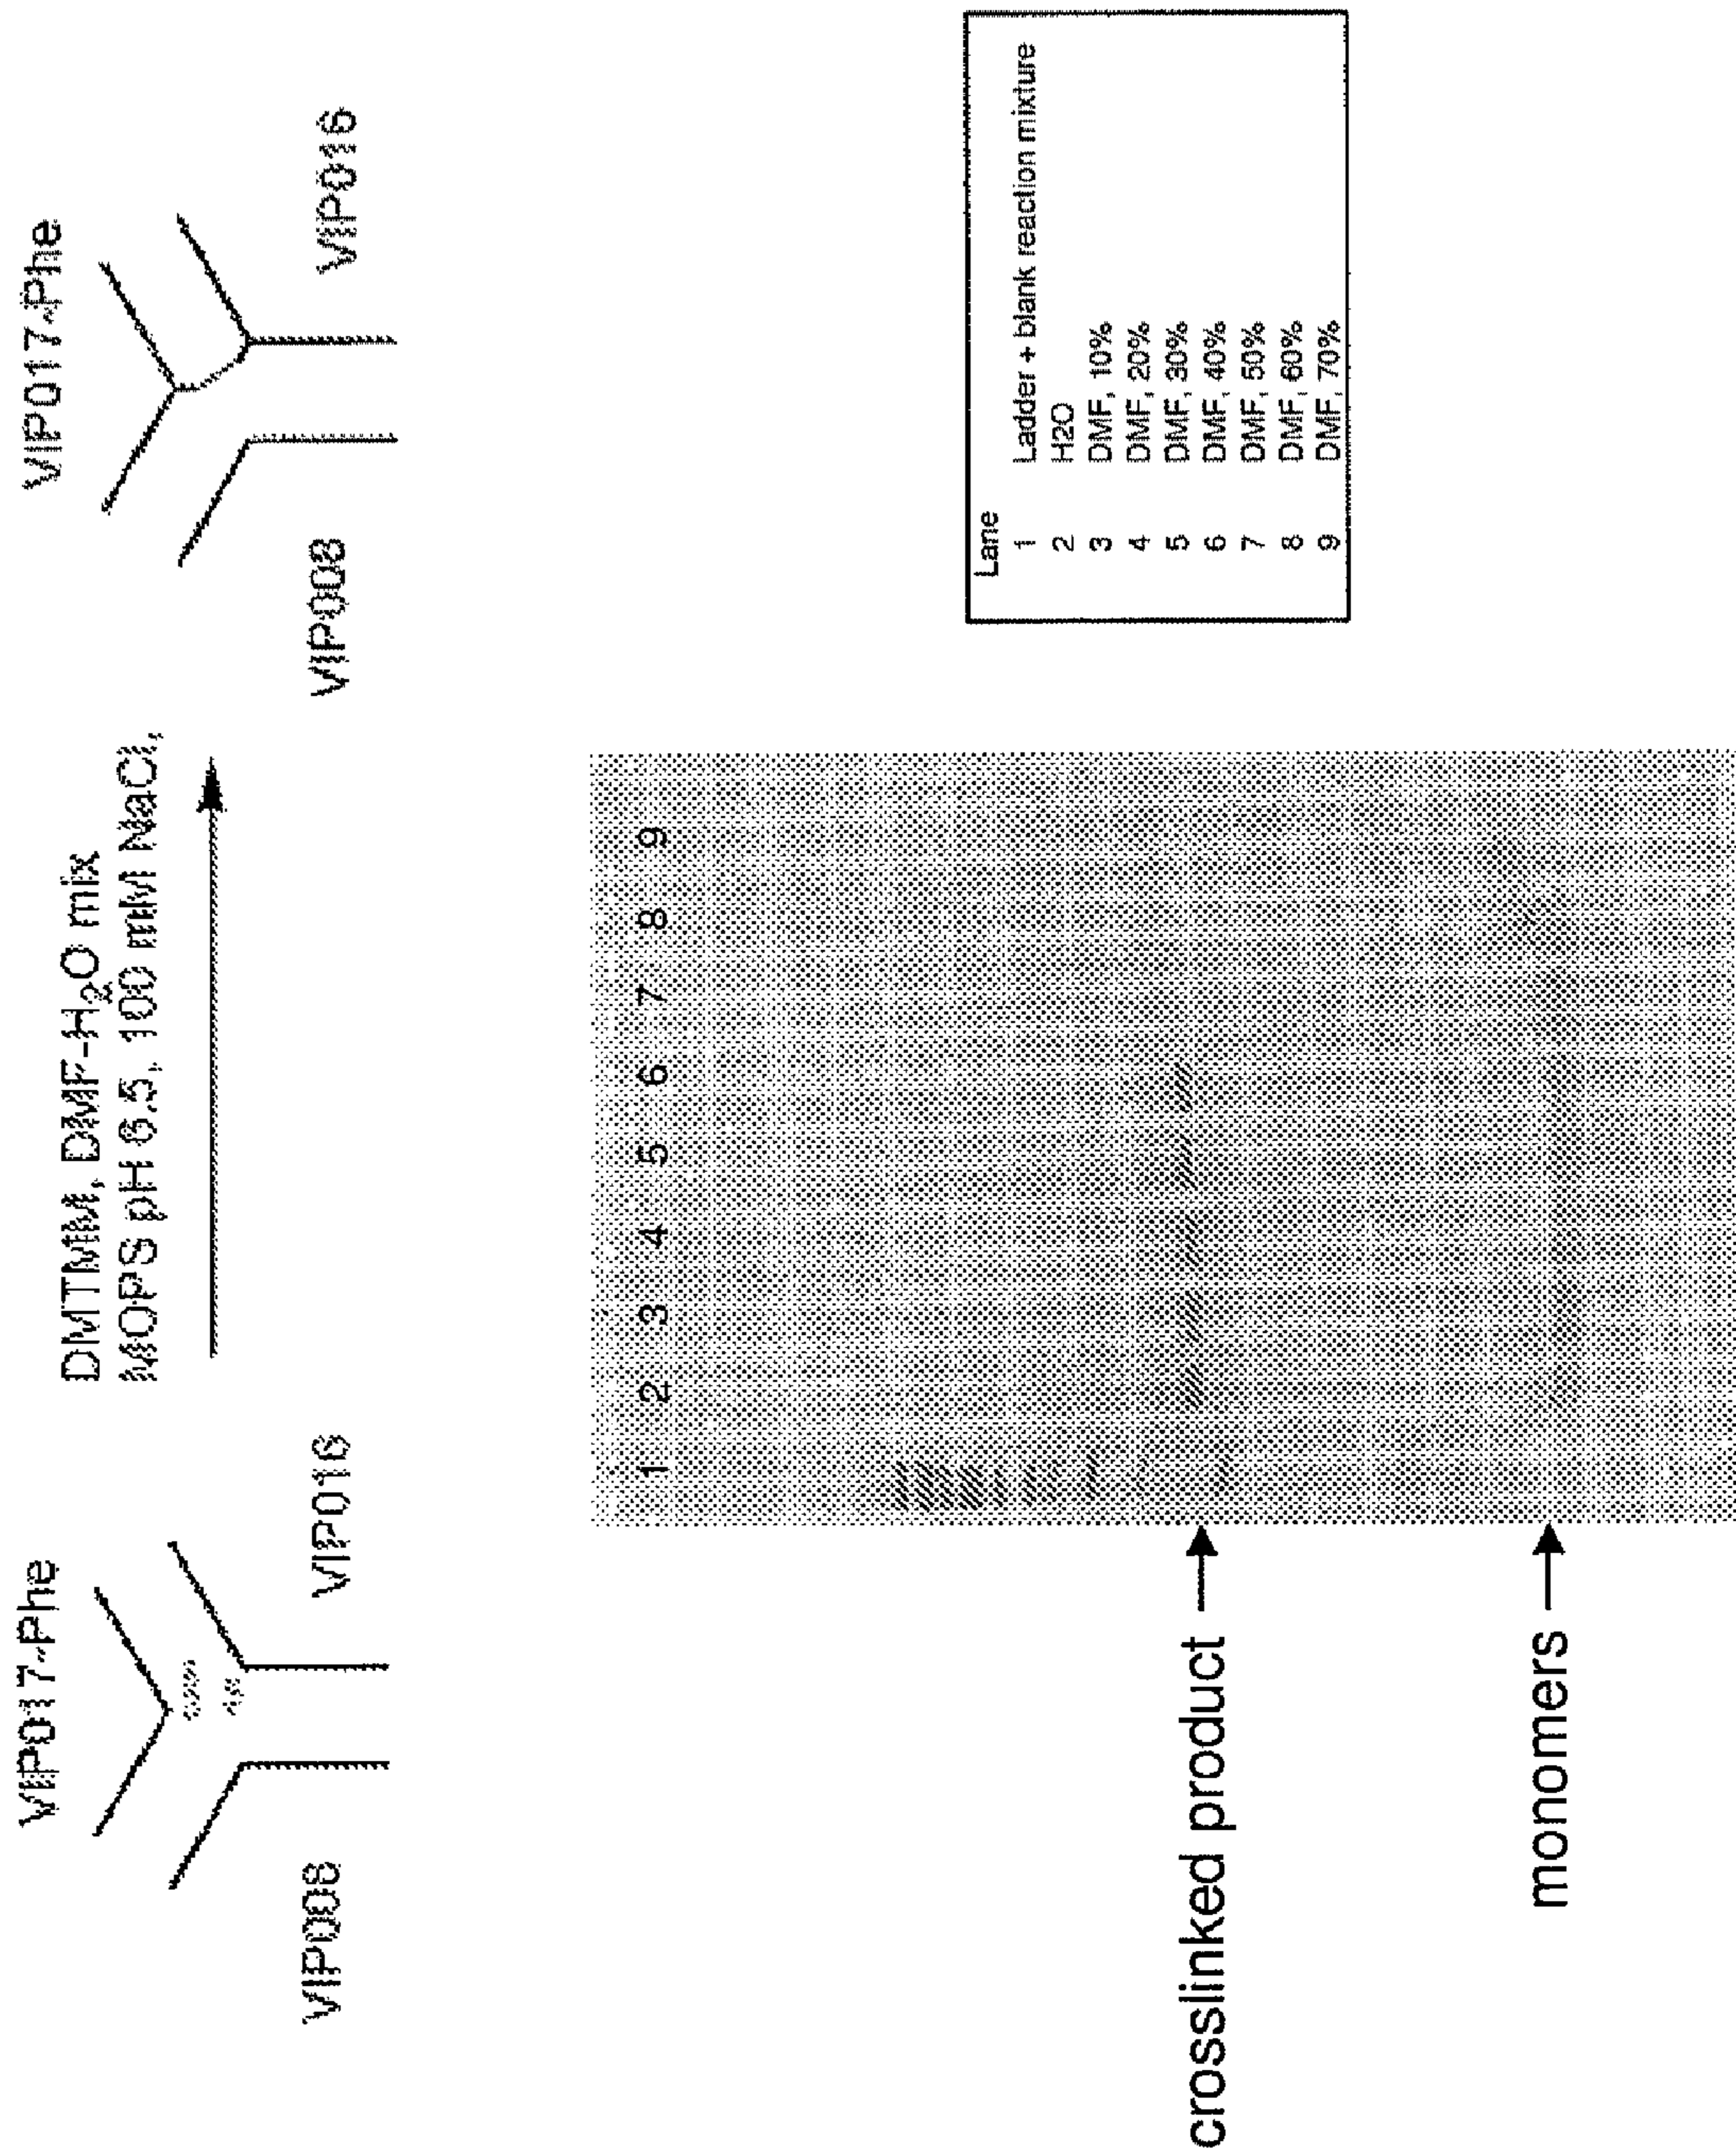 VIP017-Phe
VIP008
VIP016
DMTMM, DMF-H₂O mix
MOPS pH 6.5, 100 mM NaCl,
VIP017-Phe
VIP008
VIP016
1 2 3 4 5 6 7 8 9
crosslinked product
monomers
Lane
1 Ladder + blank reaction mixture
2 H2O
3 DMF, 10%
4 DMF, 20%
5 DMF, 30%
6 DMF, 40%
7 DMF, 50%
8 DMF, 60%
9 DMF, 70%